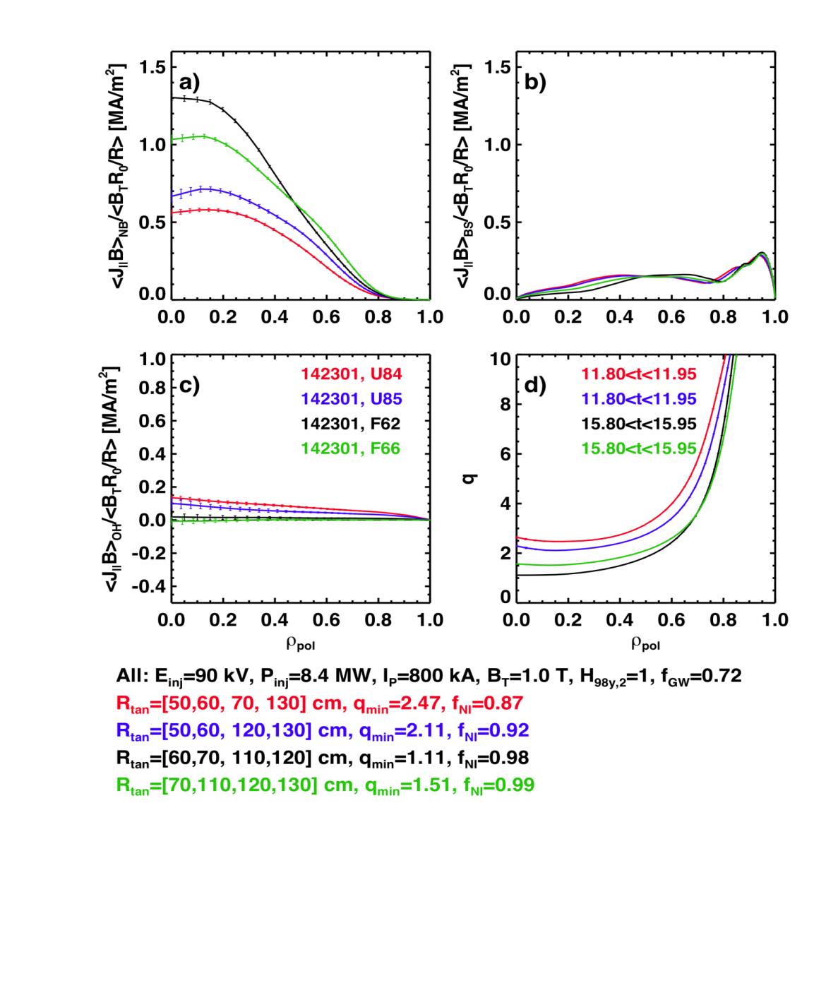 <J||B>NB/<BTR0/R> [MA/m2]
a)
1.5
1.0
0.5
0.0
0.0 0.2 0.4 0.6 0.8 1.0
<J||B>BS/<BTR0/R> [MA/m2]
b)
1.5
1.0
0.5
0.0
0.0 0.2 0.4 0.6 0.8 1.0
<J||B>OH/<BTR0/R> [MA/m2]
c)
1.0
0.8
0.6
0.4
0.2
0.0
-0.2
-0.4
142301, U84
142301, U85
142301, F62
142301, F66
0.0 0.2 0.4 0.6 0.8 1.0
ρpol
q
d)
10
8
6
4
2
0
11.80<t<11.95
11.80<t<11.95
15.80<t<15.95
15.80<t<15.95
0.0 0.2 0.4 0.6 0.8 1.0
ρpol
All: Einj=90 kV, Pinj=8.4 MW, IP=800 kA, BT=1.0 T, H98y,2=1, fGW=0.72
Rtan=[50,60, 70, 130] cm, qmin=2.47, fNI=0.87
Rtan=[50,60, 120,130] cm, qmin=2.11, fNI=0.92
Rtan=[60,70, 110,120] cm, qmin=1.11, fNI=0.98
Rtan=[70,110,120,130] cm, qmin=1.51, fNI=0.99